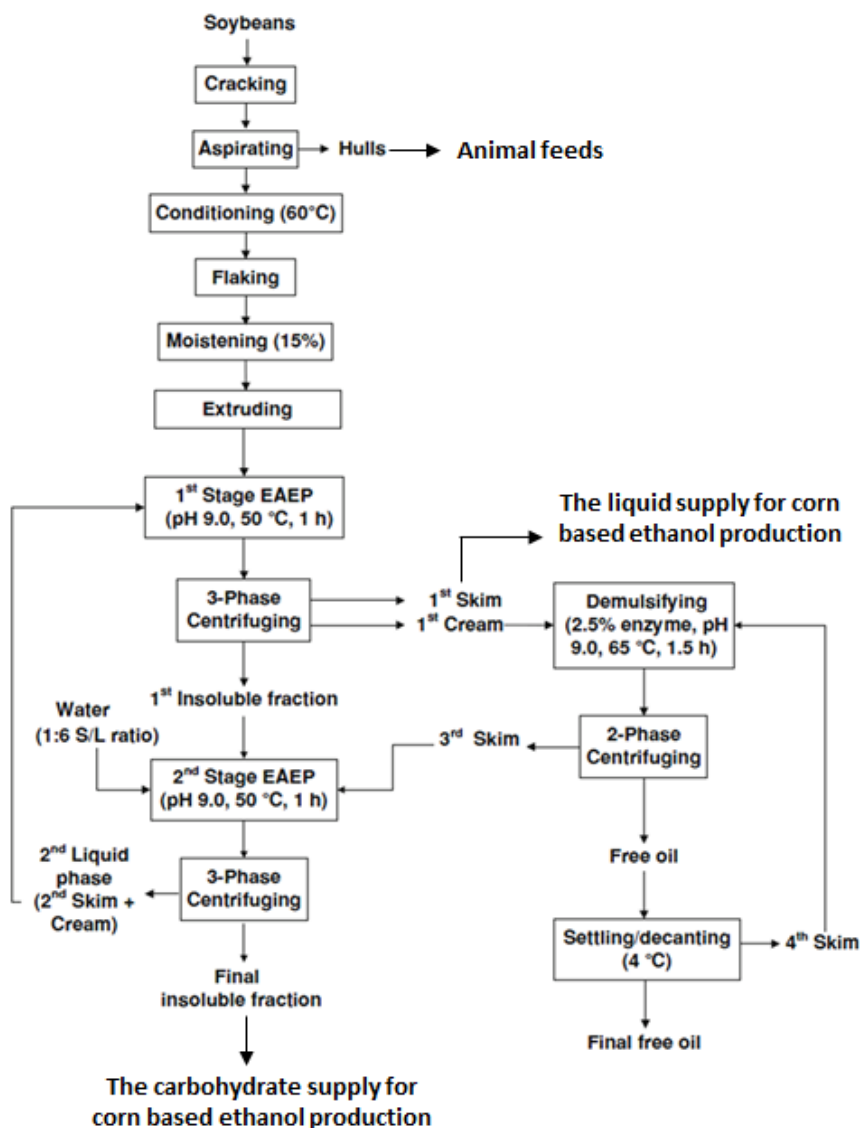 Soybeans
Cracking
Aspirating
Hulls
Animal feeds
Conditioning (60°C)
Flaking
Moistening (15%)
Extruding
1st Stage EAEP
(pH 9.0, 50 °C, 1 h)
The liquid supply for corn
based ethanol production
3-Phase
Centrifuging
1st Skim
1st Cream
Demulsifying
(2.5% enzyme, pH
9.0, 65 °C, 1.5 h)
1st Insoluble fraction
Water
(1:6 S/L ratio)
3rd Skim
2-Phase
Centrifuging
2nd Stage EAEP
(pH 9.0, 50 °C, 1 h)
2nd Liquid
phase
(2nd Skim +
Cream)
3-Phase
Centrifuging
Free oil
Settling/decanting
(4 °C)
4th Skim
Final
insoluble fraction
Final free oil
The carbohydrate supply for
corn based ethanol production